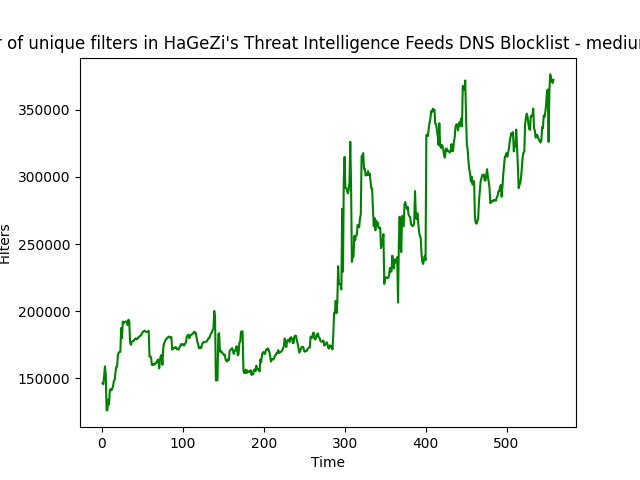 of unique filters in HaGeZi's Threat Intelligence Feeds DNS Blocklist - mediu
350000
300000
250000
200000
150000
Filters
0 100 200 300 400 500
Time